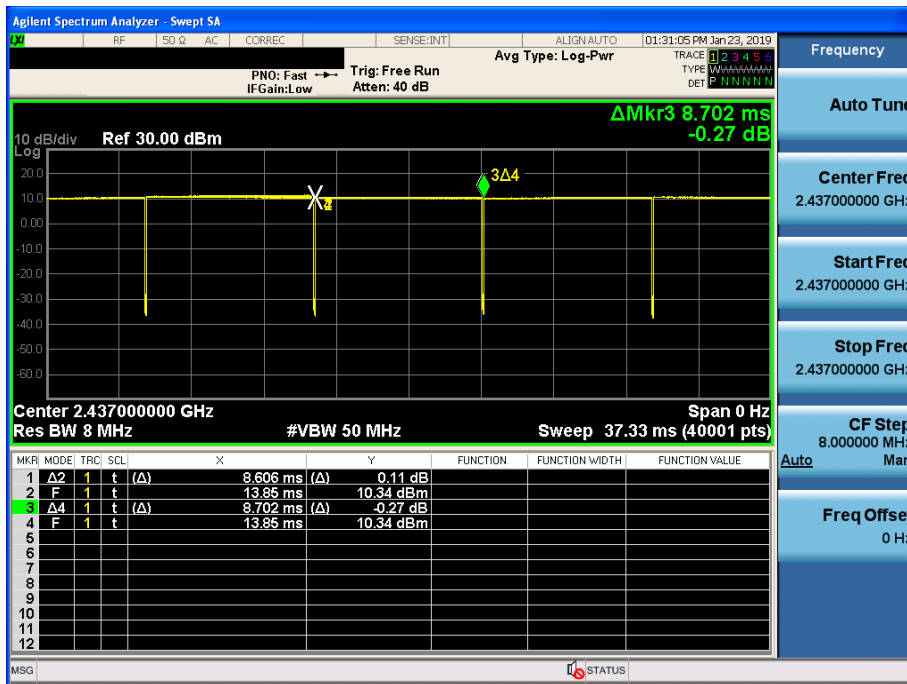 Agilent Spectrum Analyzer - Swept SA
LXI RF 50 Ω AC CORREC SENSE:INT ALIGN AUTO 01:31:05 PM Jan 23, 2019
Frequency
Avg Type: Log-Pwr
TRACE 1 2 3 4 5 6
PNO: Fast Trig: Free Run
TYPE WWWWWW
IFGain:Low Atten: 40 dB
DET P N N N N N
Auto Tune
ΔMkr3 8.702 ms
-0.27 dB
10 dB/div Ref 30.00 dBm
Log
20.0
3Δ4
10.0
0.00
-10.0
-20.0
-30.0
-40.0
-50.0
-60.0
Center Freq
2.437000000 GHz
Start Freq
2.437000000 GHz
Stop Freq
2.437000000 GHz
Center 2.437000000 GHz Span 0 Hz
Res BW 8 MHz #VBW 50 MHz Sweep 37.33 ms (40001 pts)
CF Step
8.000000 MHz
Auto Man
MKR MODE TRC SCL X Y FUNCTION FUNCTION WIDTH FUNCTION VALUE
1 Δ2 1 t (Δ) 8.606 ms (Δ) 0.11 dB
2 F 1 t 13.85 ms 10.34 dBm
3 Δ4 1 t (Δ) 8.702 ms (Δ) -0.27 dB
4 F 1 t 13.85 ms 10.34 dBm
5
6
7
8
9
10
11
12
Freq Offset
0 Hz
MSG STATUS